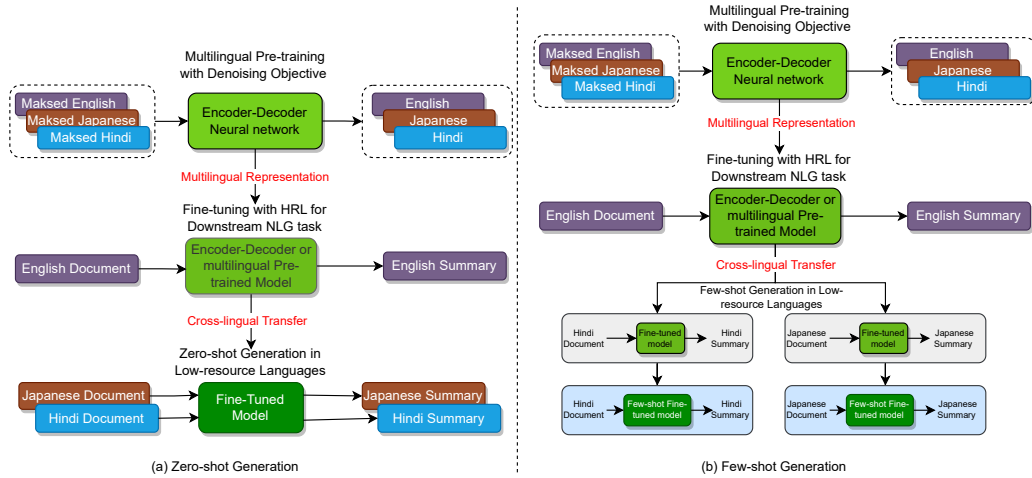 Multilingual Pre-training
with Denoising Objective
Maksed English
Maksed Japanese
Maksed Hindi
Encoder-Decoder
Neural network
English
Japanese
Hindi
Multilingual Representation
Fine-tuning with HRL for
Downstream NLG task
English Document
Encoder-Decoder or
multilingual Pre-
trained Model
English Summary
Cross-lingual Transfer
Zero-shot Generation in
Low-resource Languages
Japanese Document
Hindi Document
Fine-Tuned
Model
Japanese Summary
Hindi Summary
(a) Zero-shot Generation
Multilingual Pre-training
with Denoising Objective
Maksed English
Maksed Japanese
Maksed Hindi
Encoder-Decoder
Neural network
English
Japanese
Hindi
Multilingual Representation
Fine-tuning with HRL for
Downstream NLG task
English Document
Encoder-Decoder or
multilingual Pre-
trained Model
English Summary
Cross-lingual Transfer
Few-shot Generation in Low-
resource Languages
Hindi
Document
Fine-tuned
model
Hindi
Summary
Japanese
Document
Fine-tuned
model
Japanese
Summary
Hindi
Document
Few-shot Fine-
tuned model
Hindi
Summary
Japanese
Document
Few-shot Fine-
tuned model
Japanese
Summary
(b) Few-shot Generation